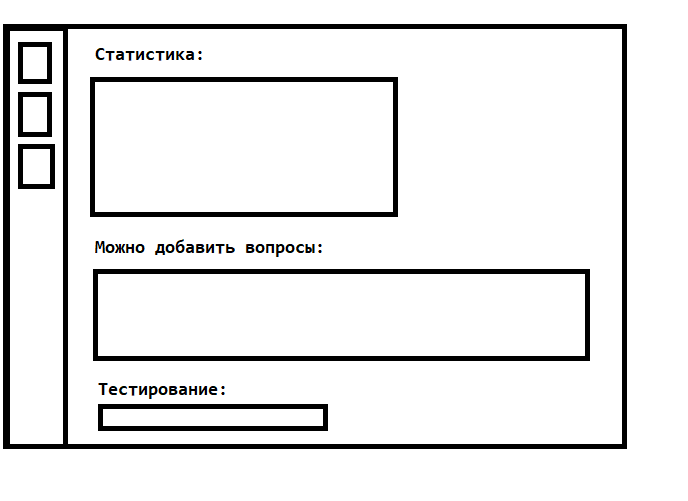 Статистика:
Можно добавить вопросы:
Тестирование: